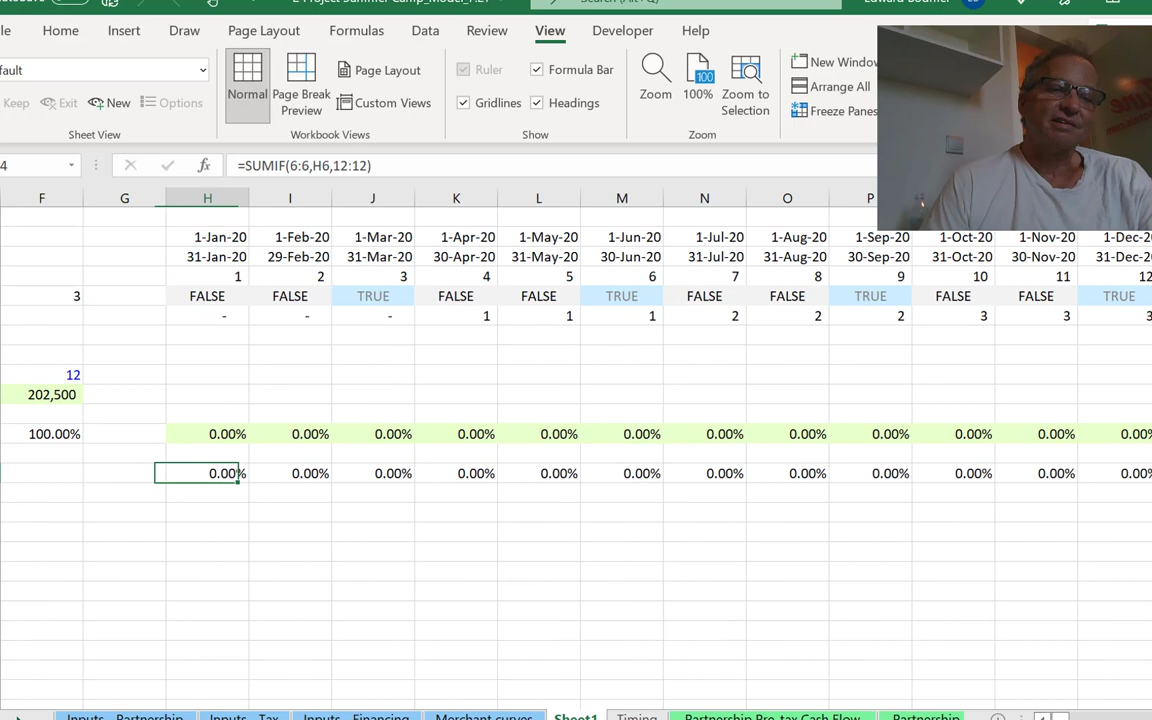 Edward Bodmer
le Home Insert Draw Page Layout Formulas Data Review View Developer Help
fault
Keep Exit New Options
Sheet View
Normal Page Break Preview Page Layout Custom Views
Workbook Views
Ruler Formula Bar
Gridlines Headings
Show
Zoom 100% Zoom to Selection
Zoom
New Window
Arrange All
Freeze Panes
4 fx =SUMIF(6:6,H6,12:12)
F G H I J K L M N O P
1-Jan-20 1-Feb-20 1-Mar-20 1-Apr-20 1-May-20 1-Jun-20 1-Jul-20 1-Aug-20 1-Sep-20 1-Oct-20 1-Nov-20 1-Dec-20
31-Jan-20 29-Feb-20 31-Mar-20 30-Apr-20 31-May-20 30-Jun-20 31-Jul-20 31-Aug-20 30-Sep-20 31-Oct-20 30-Nov-20 31-Dec-20
1 2 3 4 5 6 7 8 9 10 11 12
3 FALSE FALSE TRUE FALSE FALSE TRUE FALSE FALSE TRUE FALSE FALSE TRUE
- - - 1 1 1 2 2 2 3 3 3
12
202,500
100.00% 0.00% 0.00% 0.00% 0.00% 0.00% 0.00% 0.00% 0.00% 0.00% 0.00% 0.00% 0.00%
0.00% 0.00% 0.00% 0.00% 0.00% 0.00% 0.00% 0.00% 0.00% 0.00% 0.00% 0.00%
Inputs Partnership Inputs Tax Inputs Financing Merchant curves Sheet1 Timing Partnership Pre-tax Cash Flow Partnership